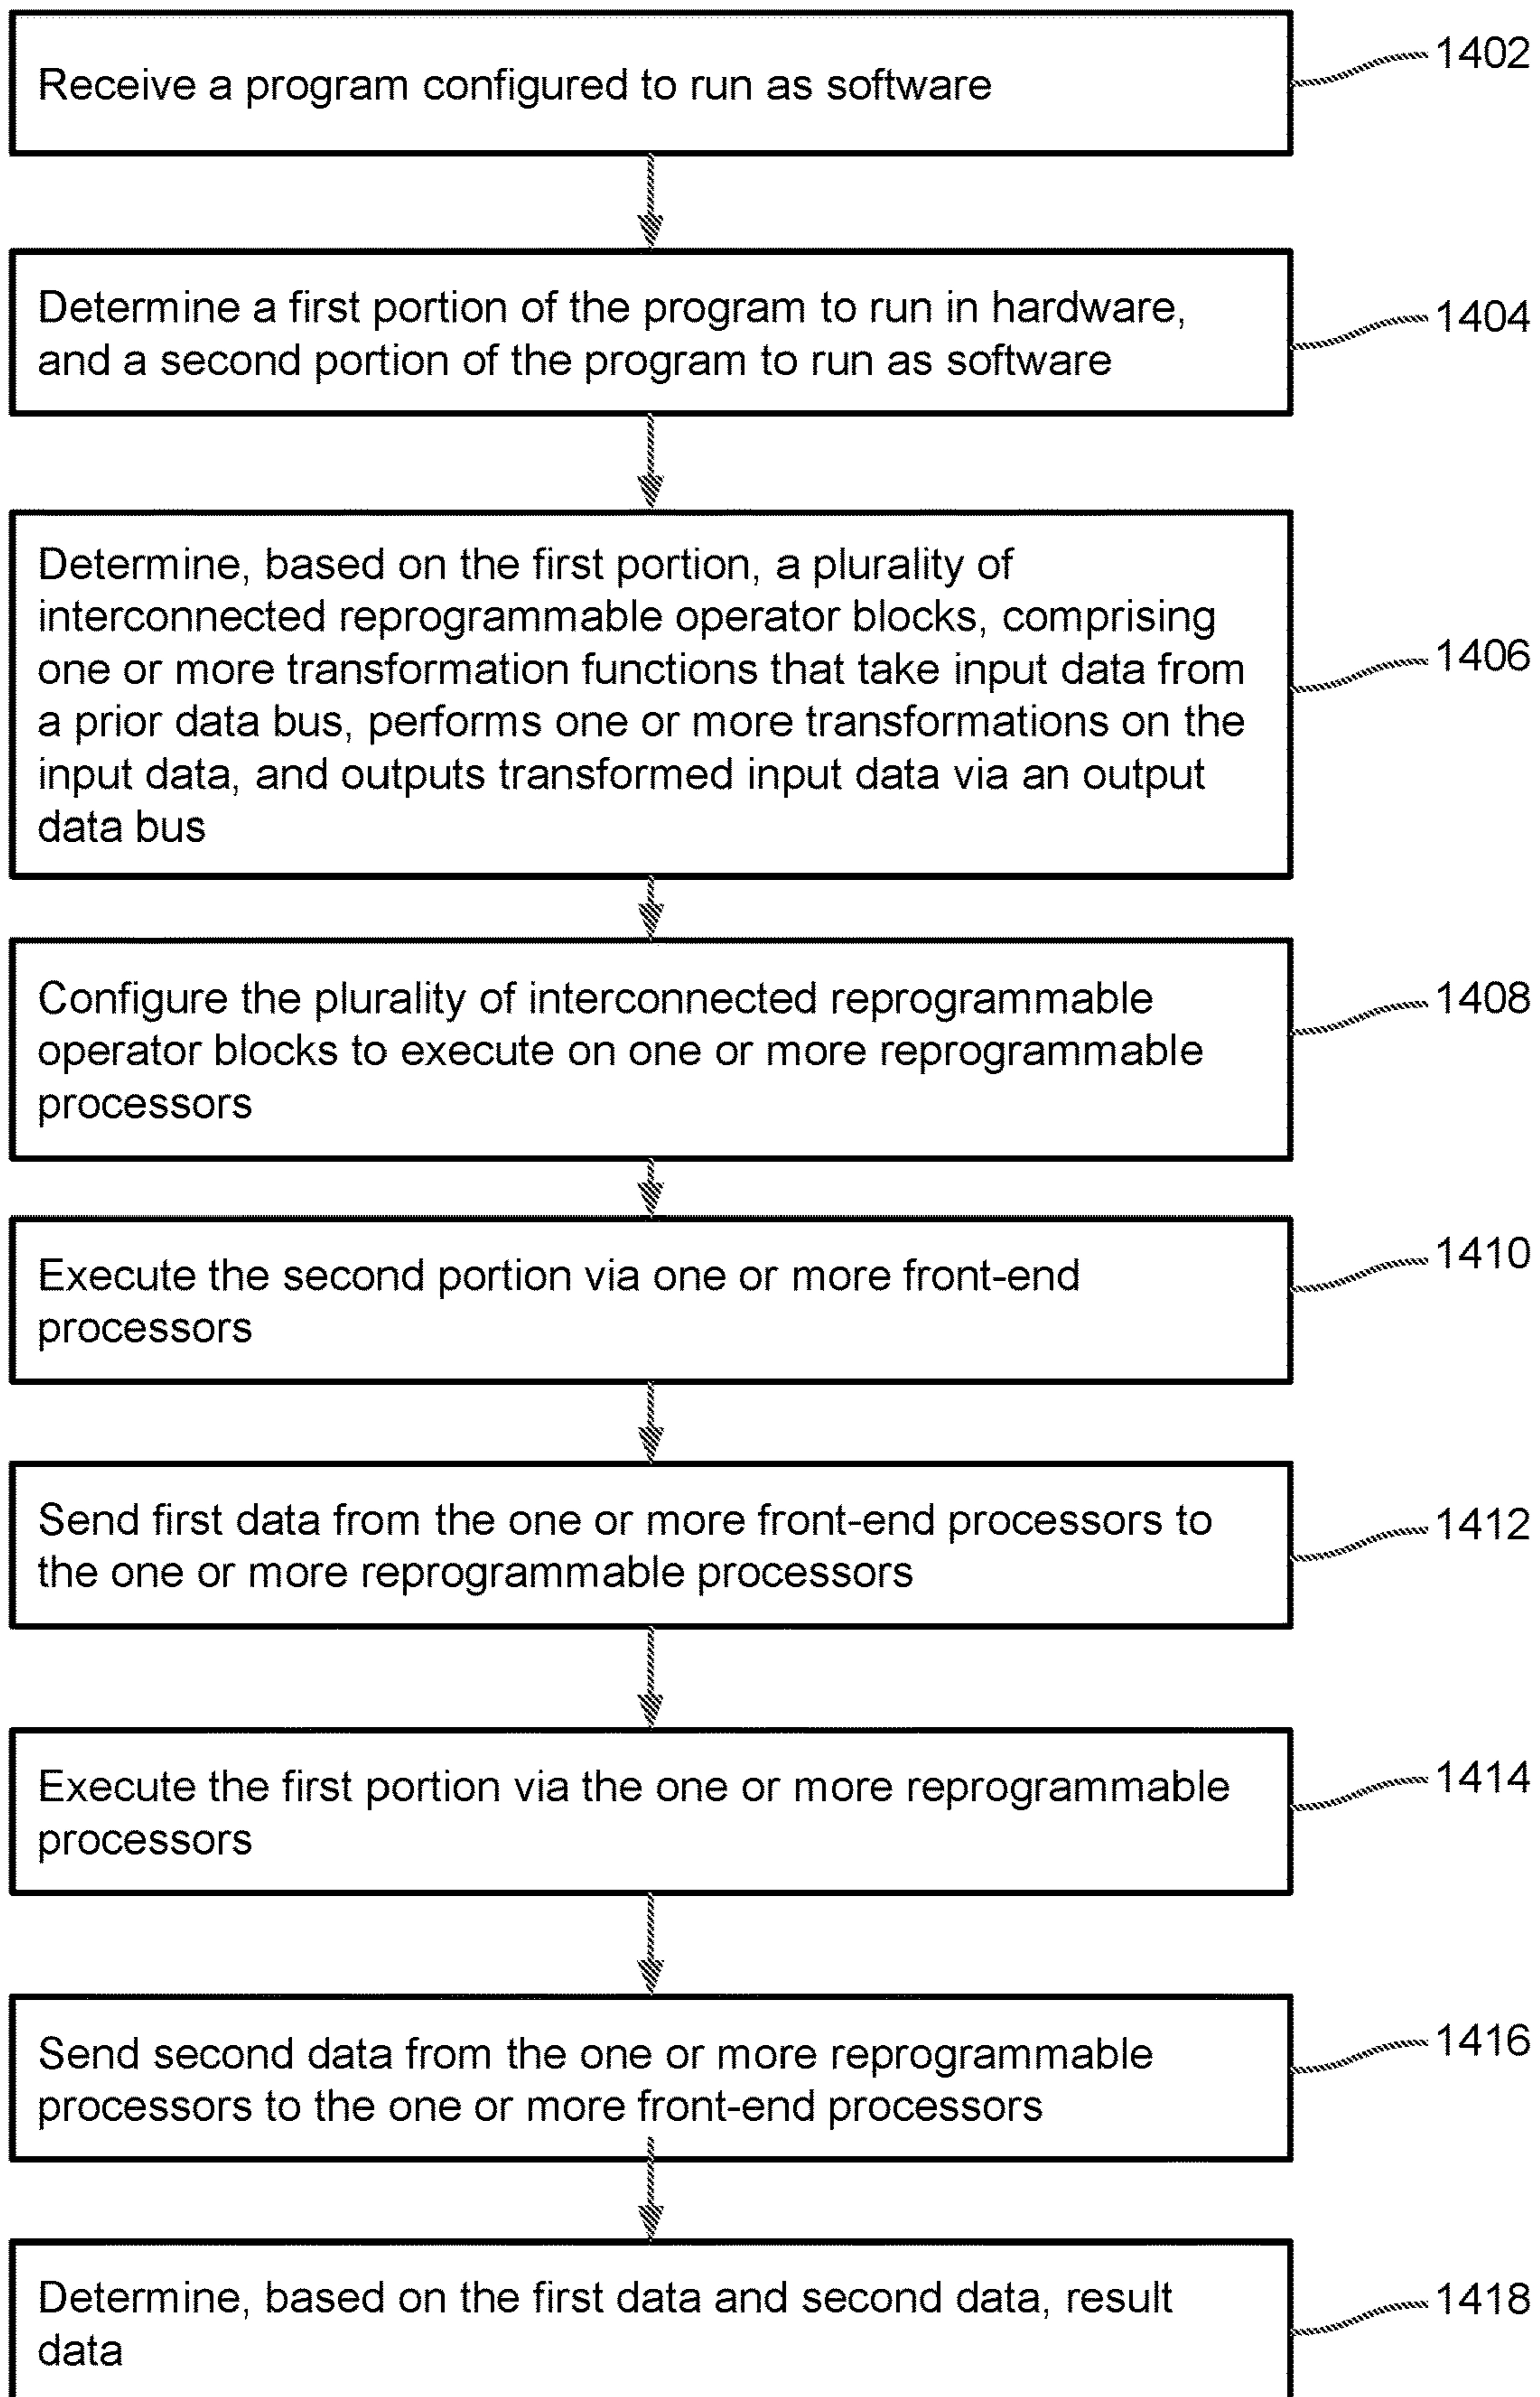 Receive a program configured to run as software
1402
Determine a first portion of the program to run in hardware,
and a second portion of the program to run as software
1404
Determine, based on the first portion, a plurality of
interconnected reprogrammable operator blocks, comprising
one or more transformation functions that take input data from
a prior data bus, performs one or more transformations on the
input data, and outputs transformed input data via an output
data bus
1406
Configure the plurality of interconnected reprogrammable
operator blocks to execute on one or more reprogrammable
processors
1408
Execute the second portion via one or more front-end
processors
1410
Send first data from the one or more front-end processors to
the one or more reprogrammable processors
1412
Execute the first portion via the one or more reprogrammable
processors
1414
Send second data from the one or more reprogrammable
processors to the one or more front-end processors
1416
Determine, based on the first data and second data, result
data
1418